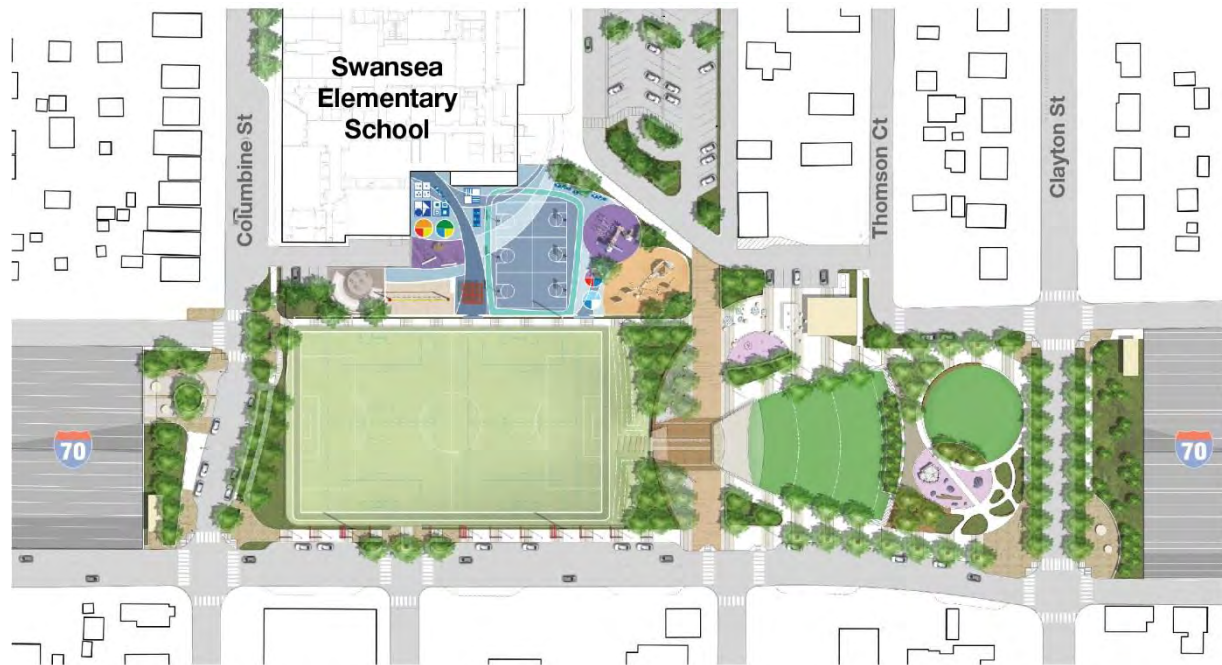 Swansea
Elementary
School
Columbine St
Thomson Ct
Clayton St
70
70